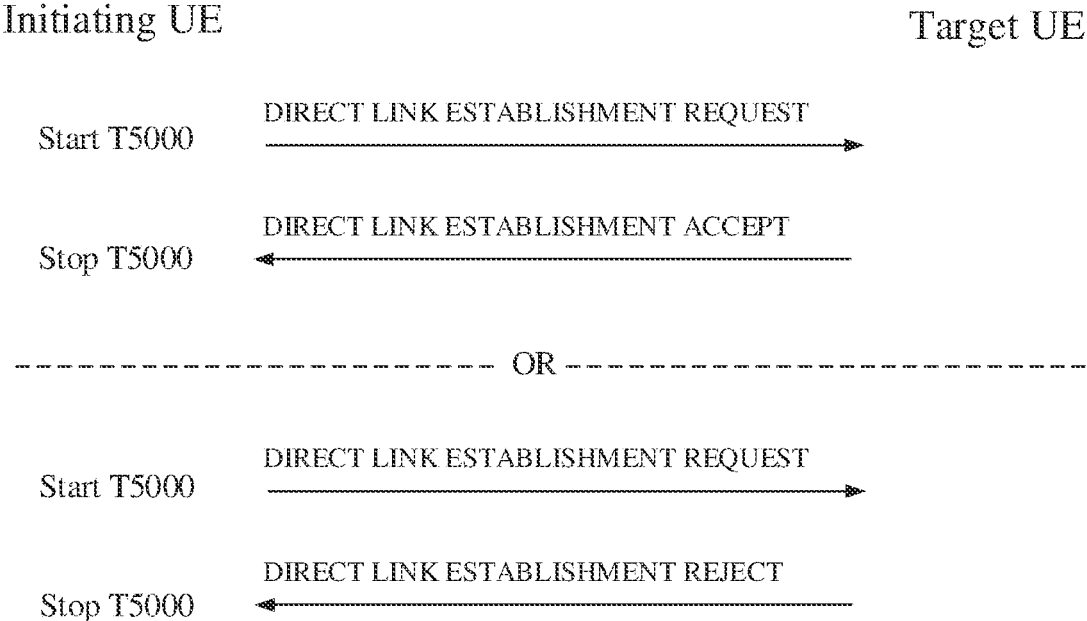 Initiating UE
Target UE
DIRECT LINK ESTABLISHMENT REQUEST
Start T5000
DIRECT LINK ESTABLISHMENT ACCEPT
Stop T5000
OR
DIRECT LINK ESTABLISHMENT REQUEST
Start T5000
DIRECT LINK ESTABLISHMENT REJECT
Stop T5000